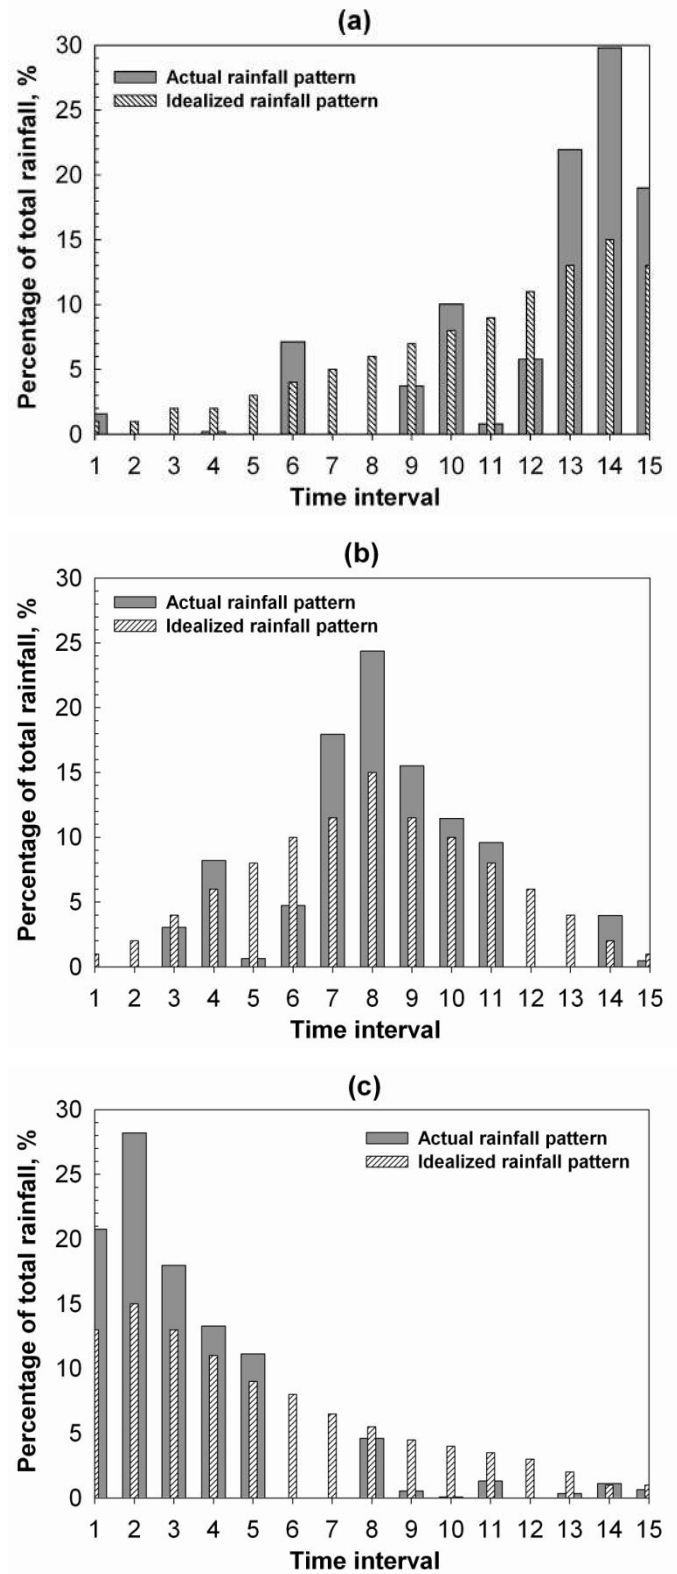 (a)
30
25
20
15
10
5
0
Percentage of total rainfall, %
Actual rainfall pattern
Idealized rainfall pattern
1 2 3 4 5 6 7 8 9 10 11 12 13 14 15
Time interval
(b)
30
25
20
15
10
5
0
Percentage of total rainfall, %
Actual rainfall pattern
Idealized rainfall pattern
1 2 3 4 5 6 7 8 9 10 11 12 13 14 15
Time interval
(c)
30
25
20
15
10
5
0
Percentage of total rainfall, %
Actual rainfall pattern
Idealized rainfall pattern
1 2 3 4 5 6 7 8 9 10 11 12 13 14 15
Time interval